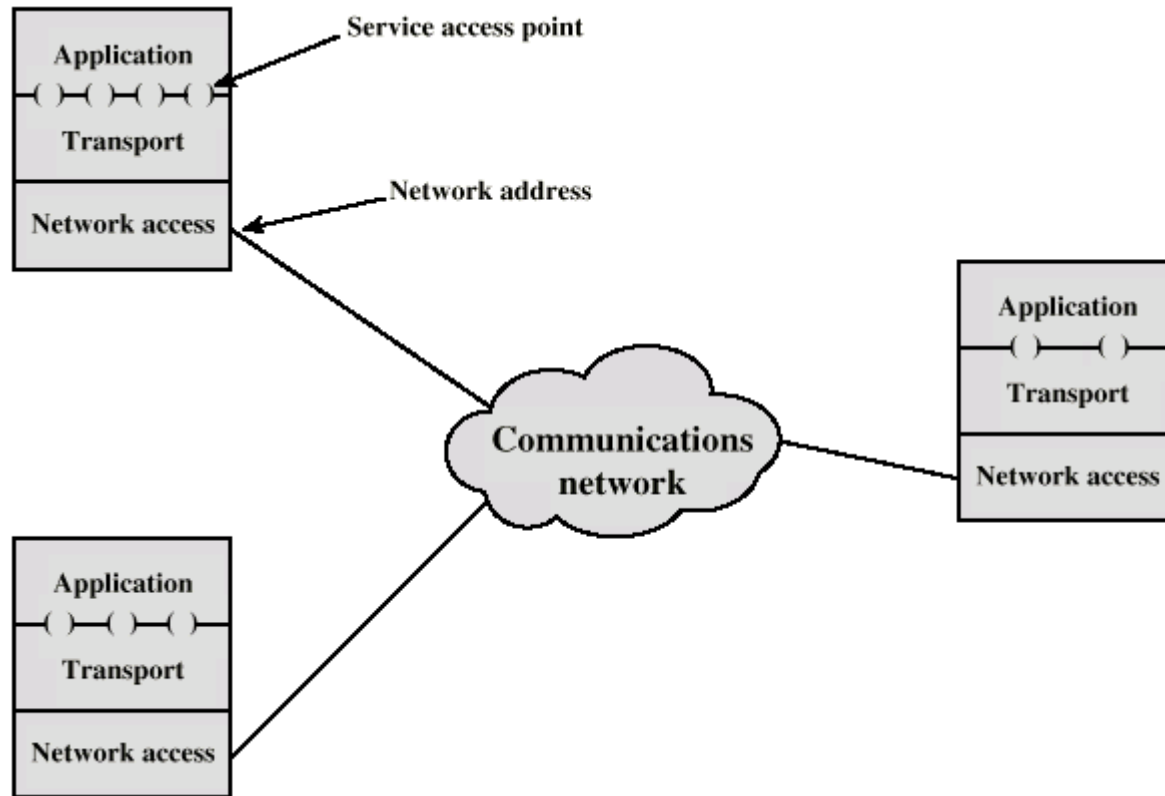 Service access point
Application
Transport
Network address
Network access
Application
Transport
Network access
Communications
network
Application
Transport
Network access